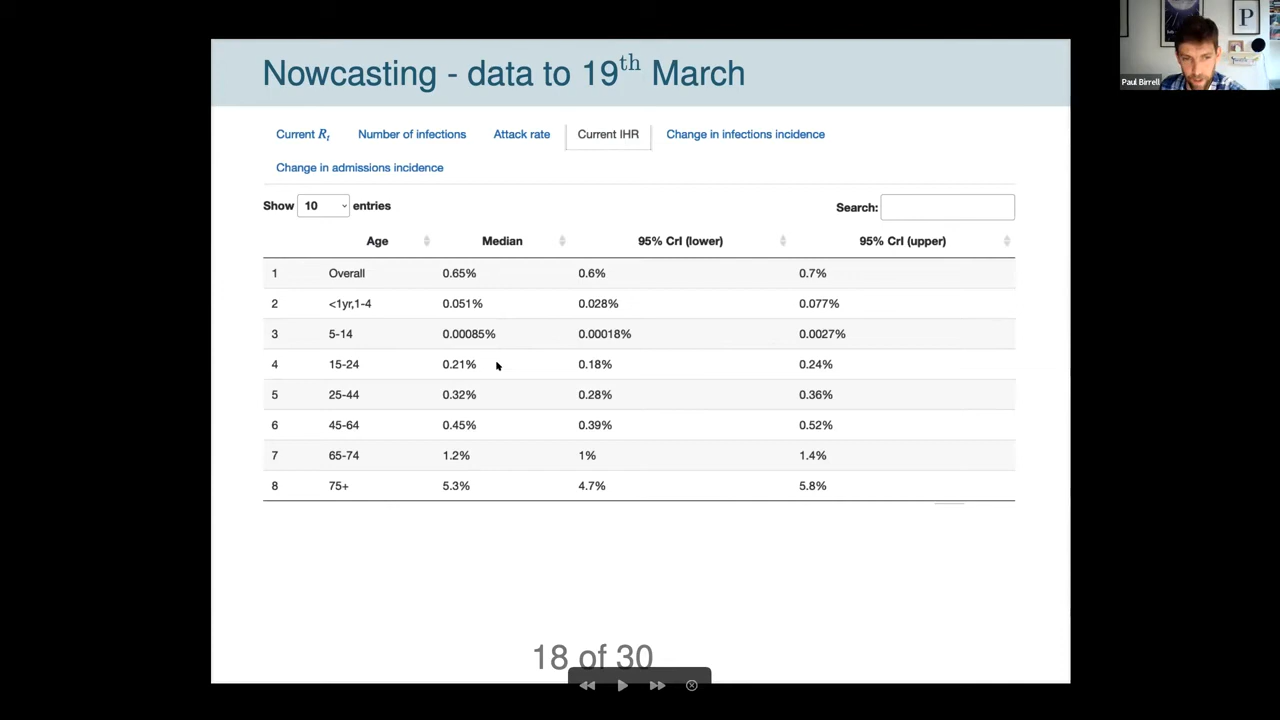 Nowcasting - data to 19th March
Current Rt Number of infections Attack rate Current IHR Change in infections incidence
Change in admissions incidence
Show 10 entries Search:
Age Median 95% CrI (lower) 95% CrI (upper)
1 Overall 0.65% 0.6% 0.7%
2 <1yr,1-4 0.051% 0.028% 0.077%
3 5-14 0.00085% 0.00018% 0.0027%
4 15-24 0.21% 0.18% 0.24%
5 25-44 0.32% 0.28% 0.36%
6 45-64 0.45% 0.39% 0.52%
7 65-74 1.2% 1% 1.4%
8 75+ 5.3% 4.7% 5.8%
18 of 30
P
Paul Birrell